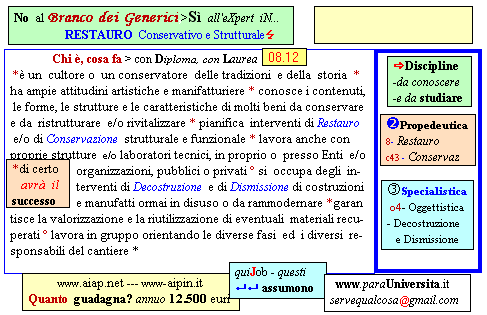 No al Branco dei Generici>Sì all'eXpert iN...
RESTAURO Conservativo e Strutturale
Chi è, cosa fa > con Diploma, con Laurea 08.12
*è un cultore o un conservatore delle tradizioni e della storia *
ha ampie attitudini artistiche e manifatturiere * conosce i contenuti,
le forme, le strutture e le caratteristiche di molti beni da conservare
e da ristrutturare e/o rivitalizzare * pianifica interventi di Restauro
e/o di Conservazione strutturale e funzionale * lavora anche con
proprie strutture e/o laboratori tecnici, in proprio o presso Enti e/o
organizzazioni, pubblici o privati ° si occupa degli in-
terventi di Decostruzione e di Dismissione di costruzioni
e manufatti ormai in disuso o da rammodernare *garan
tisce la valorizzazione e la riutilizzazione di eventuali materiali recu-
perati ° lavora in gruppo orientando le diverse fasi ed i diversi re-
sponsabili del cantiere *
*di certo
avrà il
successo
⇨Discipline
-da conoscere
-e da studiare
❷Propedeutica
8- Restauro
c43 - Conservaz
③Specialistica
o4- Oggettistica
- Decostruzione
e Dismissione
www.aiap.net --- www-aipin.it
Quanto guadagna? annuo 12.500 euri
quiJob - questi
↵↵ assumono
www.paraUniversita.it
servequalcosa@gmail.com